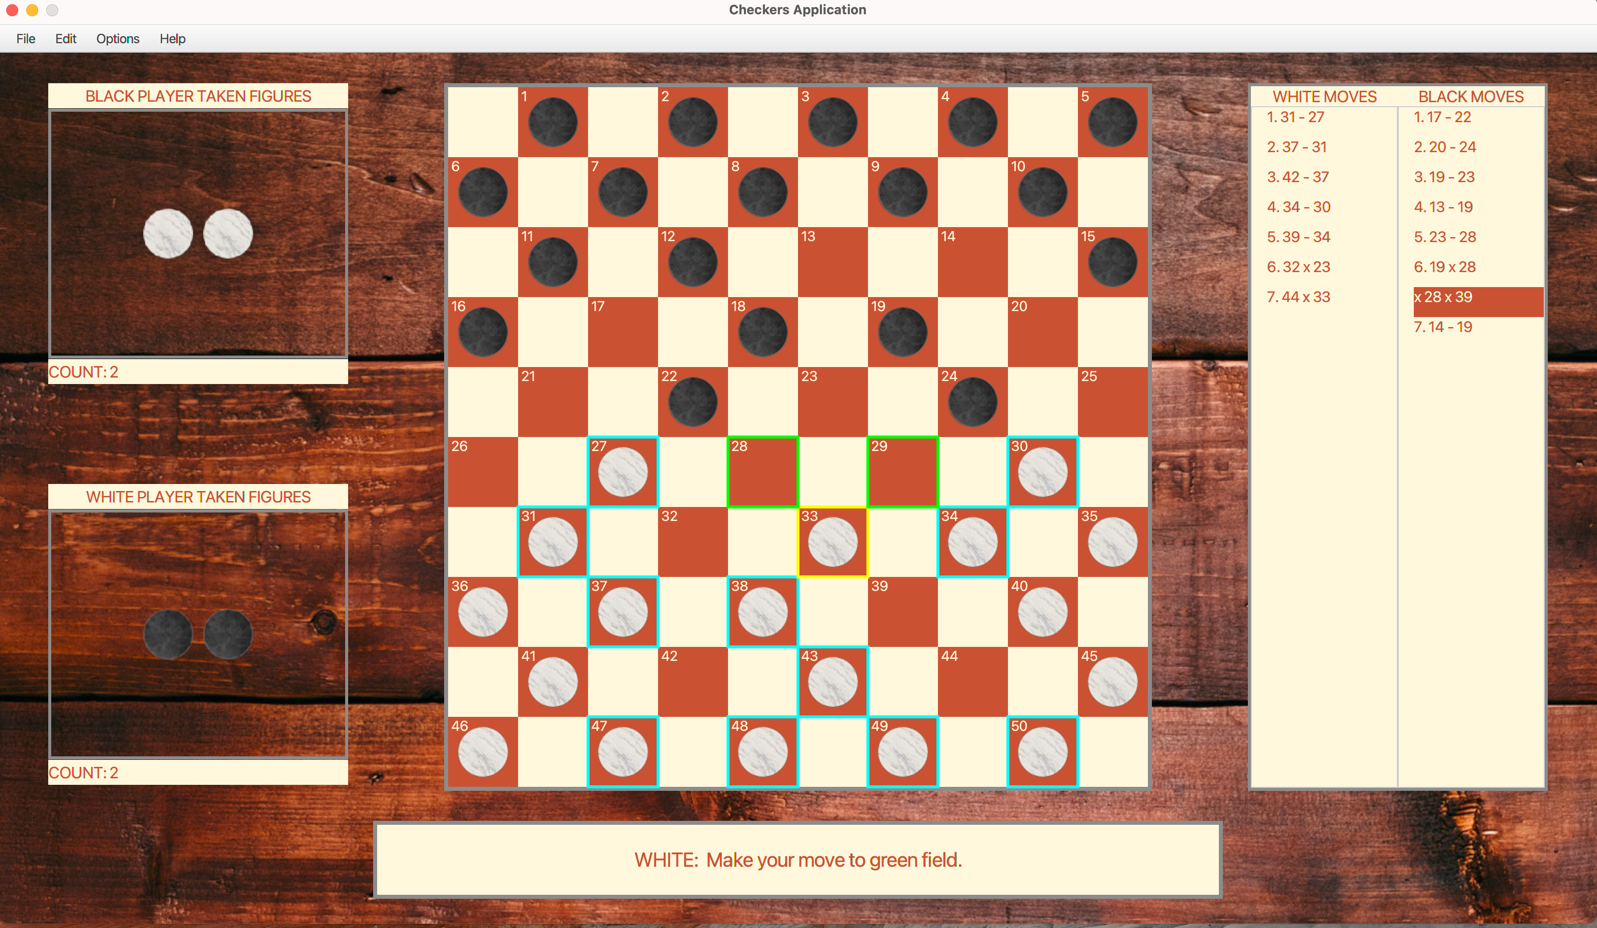 Checkers Application
File Edit Options Help
BLACK PLAYER TAKEN FIGURES
COUNT: 2
WHITE PLAYER TAKEN FIGURES
COUNT: 2
1 2 3 4 5
6 7 8 9 10
11 12 13 14 15
16 17 18 19 20
21 22 23 24 25
26 27 28 29 30
31 32 33 34 35
36 37 38 39 40
41 42 43 44 45
46 47 48 49 50
WHITE MOVES BLACK MOVES
1. 31 - 27 1. 17 - 22
2. 37 - 31 2. 20 - 24
3. 42 - 37 3. 19 - 23
4. 34 - 30 4. 13 - 19
5. 39 - 34 5. 23 - 28
6. 32 x 23 6. 19 x 28
7. 44 x 33 x 28 x 39
7. 14 - 19
WHITE: Make your move to green field.